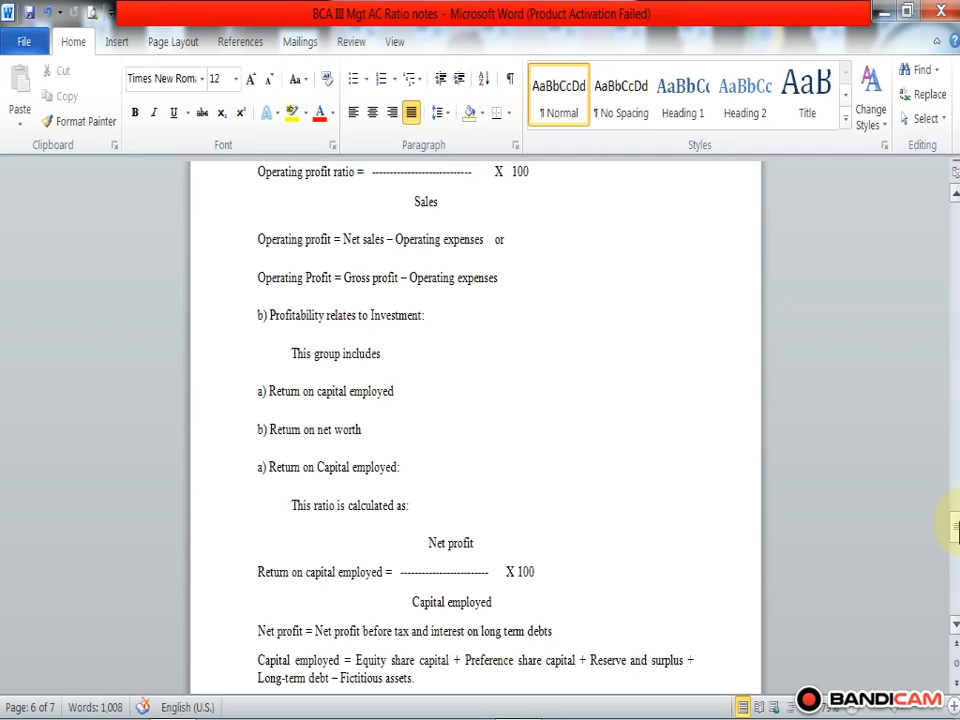 BCA III Mgt AC Ratio notes - Microsoft Word (Product Activation Failed)
File Home Insert Page Layout References Mailings Review View
Paste
Cut
Copy
Format Painter
Clipboard
Times New Rom 12
Font
Paragraph
AaBbCcDd AaBbCcDd AaBbCc AaBbCc AaB
¶ Normal ¶ No Spacing Heading 1 Heading 2 Title
Change Styles
Styles
Find
Replace
Select
Editing
Operating profit ratio = ---------------------------- X 100
Sales
Operating profit = Net sales – Operating expenses or
Operating Profit = Gross profit – Operating expenses
b) Profitability relates to Investment:
This group includes
a) Return on capital employed
b) Return on net worth
a) Return on Capital employed:
This ratio is calculated as:
Net profit
Return on capital employed = ------------------------- X 100
Capital employed
Net profit = Net profit before tax and interest on long term debts
Capital employed = Equity share capital + Preference share capital + Reserve and surplus +
Long-term debt – Fictitious assets.
Page: 6 of 7 Words: 1,008 English (U.S.)
BANDICAM